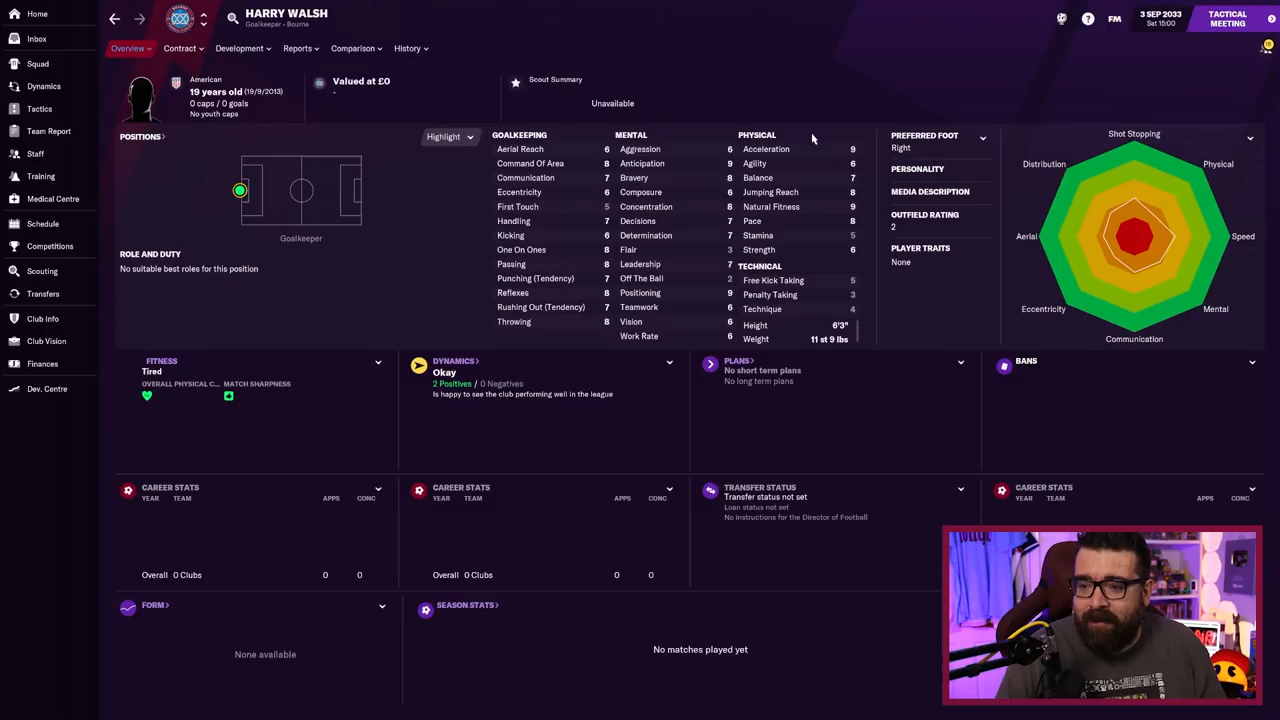 Home
Inbox
Squad
Dynamics
Tactics
Team Report
Staff
Training
Medical Centre
Schedule
Competitions
Scouting
Transfers
Club Info
Club Vision
Finances
Dev. Centre
HARRY WALSH
Goalkeeper - Bourne
FM
3 SEP 2033
Sat 15:00
TACTICAL
MEETING
Overview
Contract
Development
Reports
Comparison
History
American
19 years old (19/9/2013)
0 caps / 0 goals
No youth caps
Valued at £0
-
Scout Summary
Unavailable
POSITIONS
Highlight
Goalkeeper
ROLE AND DUTY
No suitable best roles for this position
GOALKEEPING
Aerial Reach 6
Command Of Area 8
Communication 7
Eccentricity 6
First Touch 5
Handling 7
Kicking 6
One On Ones 8
Passing 8
Punching (Tendency) 7
Reflexes 8
Rushing Out (Tendency) 7
Throwing 8
MENTAL
Aggression 6
Anticipation 9
Bravery 8
Composure 6
Concentration 8
Decisions 7
Determination 7
Flair 3
Leadership 7
Off The Ball 2
Positioning 9
Teamwork 6
Vision 6
Work Rate 6
PHYSICAL
Acceleration 9
Agility 6
Balance 7
Jumping Reach 8
Natural Fitness 9
Pace 8
Stamina 5
Strength 6
TECHNICAL
Free Kick Taking 5
Penalty Taking 3
Technique 4
Height 6'3"
Weight 11 st 9 lbs
PREFERRED FOOT
Right
PERSONALITY
MEDIA DESCRIPTION
OUTFIELD RATING
2
PLAYER TRAITS
None
Shot Stopping
Distribution
Physical
Aerial
Speed
Eccentricity
Mental
Communication
FITNESS
Tired
OVERALL PHYSICAL C... MATCH SHARPNESS
DYNAMICS
Okay
2 Positives / 0 Negatives
Is happy to see the club performing well in the league
PLANS
No short term plans
No long term plans
BANS
CAREER STATS
YEAR TEAM APPS CONC
Overall 0 Clubs 0 0
CAREER STATS
YEAR TEAM APPS CONC
Overall 0 Clubs 0 0
TRANSFER STATUS
Transfer status not set
Loan status not set
No instructions for the Director of Football
CAREER STATS
YEAR TEAM APPS CONC
FORM
None available
SEASON STATS
No matches played yet